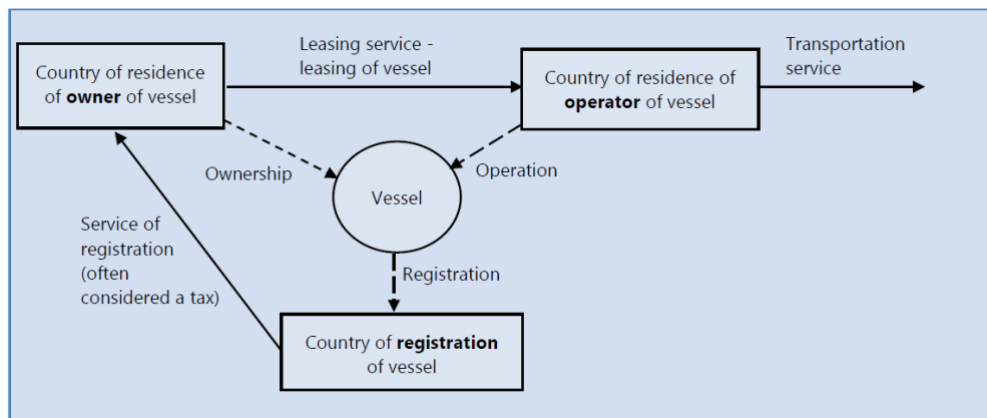 Country of residence
of owner of vessel
Leasing service -
leasing of vessel
Country of residence of
operator of vessel
Transportation
service
Ownership
Vessel
Operation
Service of
registration
(often
considered a tax)
Registration
Country of registration
of vessel